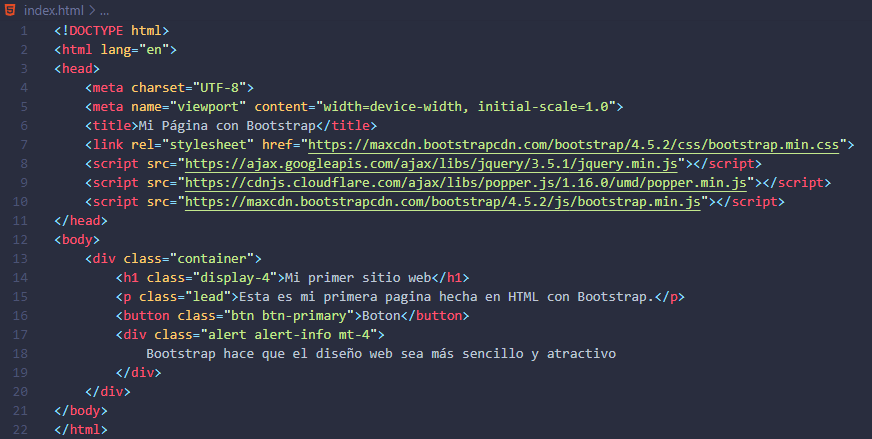 index.html > ...
1 <!DOCTYPE html>
2 <html lang="en">
3 <head>
4     <meta charset="UTF-8">
5     <meta name="viewport" content="width=device-width, initial-scale=1.0">
6     <title>Mi Página con Bootstrap</title>
7     <link rel="stylesheet" href="https://maxcdn.bootstrapcdn.com/bootstrap/4.5.2/css/bootstrap.min.css">
8     <script src="https://ajax.googleapis.com/ajax/libs/jquery/3.5.1/jquery.min.js"></script>
9     <script src="https://cdnjs.cloudflare.com/ajax/libs/popper.js/1.16.0/umd/popper.min.js"></script>
10     <script src="https://maxcdn.bootstrapcdn.com/bootstrap/4.5.2/js/bootstrap.min.js"></script>
11 </head>
12 <body>
13     <div class="container">
14         <h1 class="display-4">Mi primer sitio web</h1>
15         <p class="lead">Esta es mi primera pagina hecha en HTML con Bootstrap.</p>
16         <button class="btn btn-primary">Boton</button>
17         <div class="alert alert-info mt-4">
18             Bootstrap hace que el diseño web sea más sencillo y atractivo
19         </div>
20     </div>
21 </body>
22 </html>